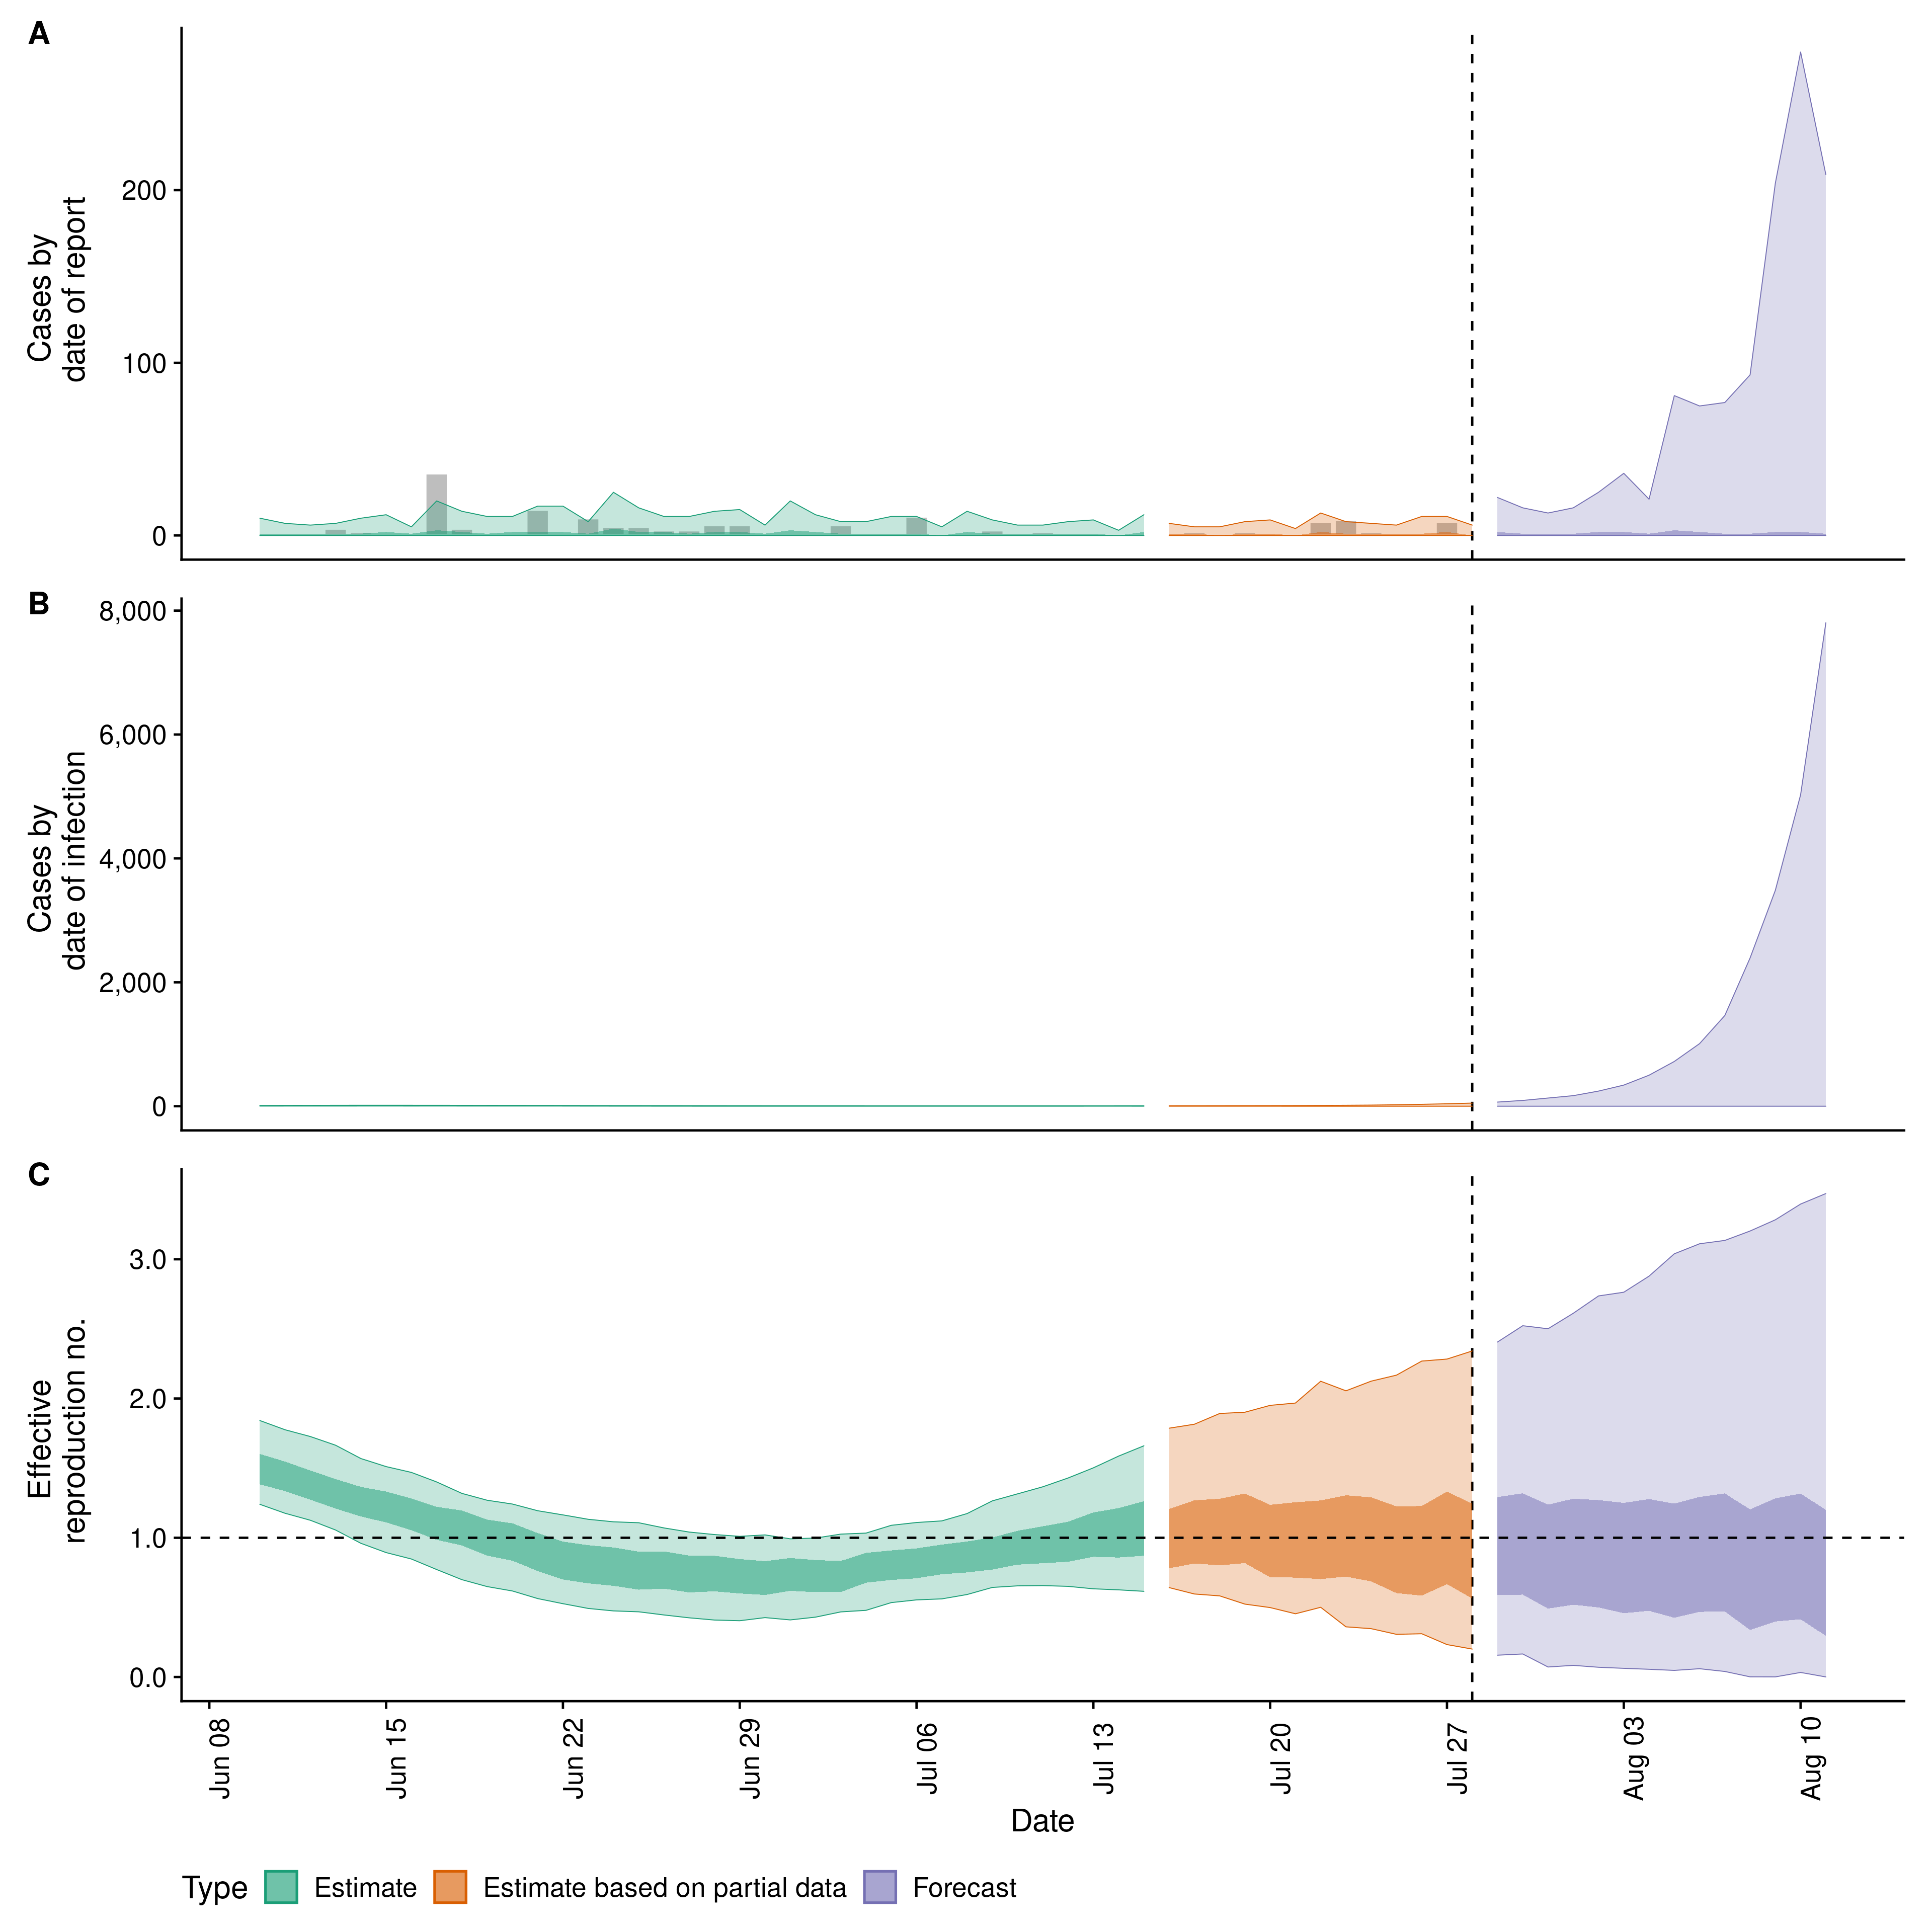 A
Cases by
date of report
200
100
0
B
Cases by
date of infection
8,000
6,000
4,000
2,000
0
C
Effective
reproduction no.
3.0
2.0
1.0
0.0
Jun 08
Jun 15
Jun 22
Jun 29
Jul 06
Jul 13
Jul 20
Jul 27
Aug 03
Aug 10
Date
Type Estimate Estimate based on partial data Forecast